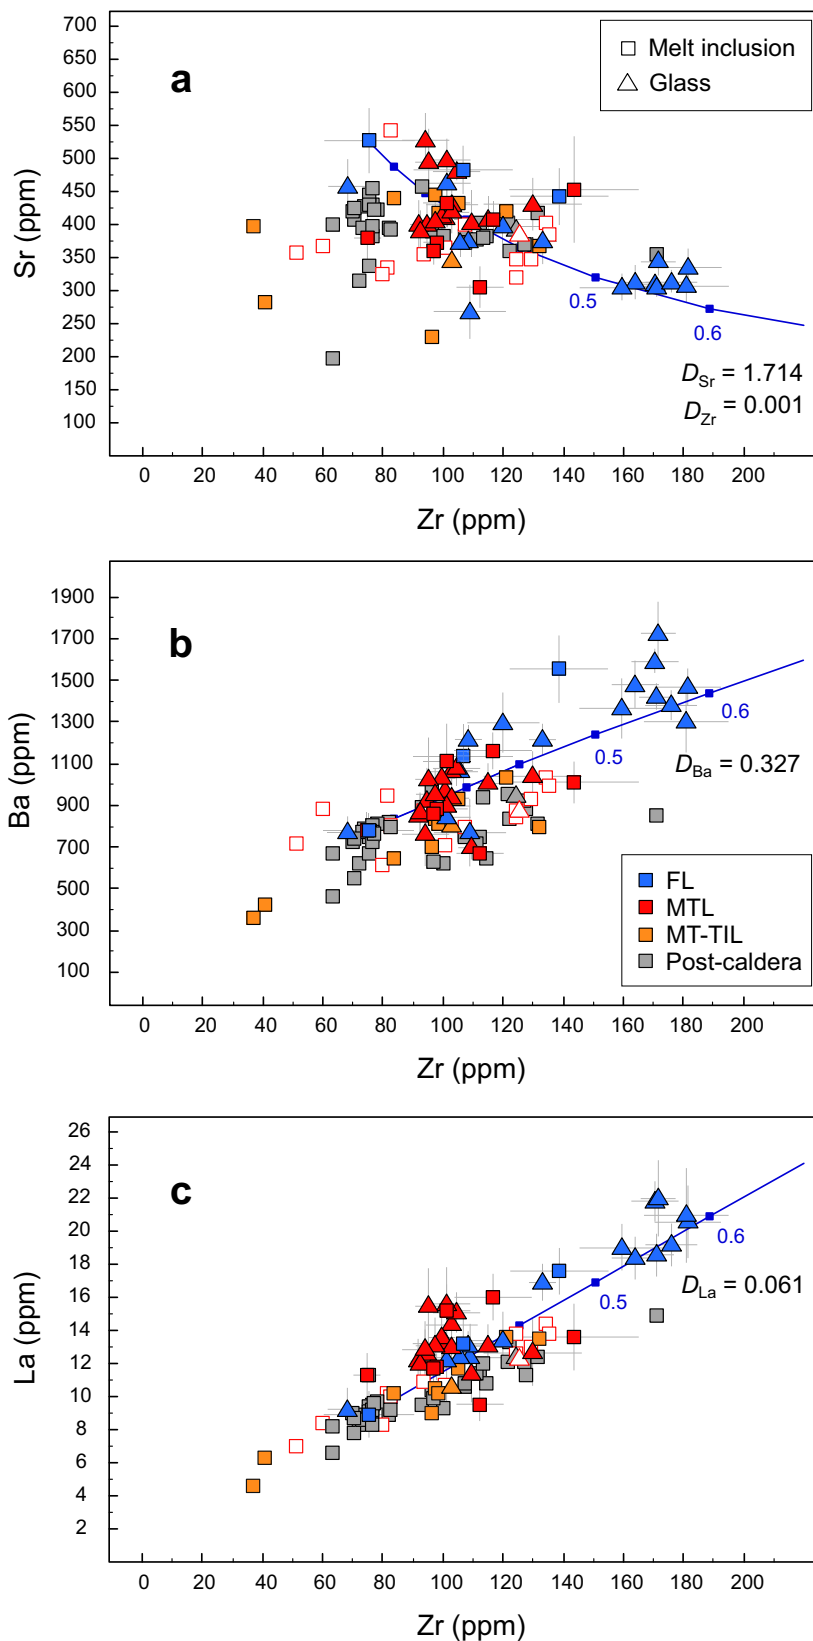 700
650
600
550
500
450
400
350
300
250
200
150
100
Sr (ppm)
a
Melt inclusion
Glass
0.5
0.6
DSr = 1.714
DZr = 0.001
0 20 40 60 80 100 120 140 160 180 200
Zr (ppm)
1900
1700
1500
1300
1100
900
700
500
300
100
Ba (ppm)
b
0.6
0.5
DBa = 0.327
FL
MTL
MT-TIL
Post-caldera
0 20 40 60 80 100 120 140 160 180 200
Zr (ppm)
26
24
22
20
18
16
14
12
10
8
6
4
2
La (ppm)
c
0.6
0.5
DLa = 0.061
0 20 40 60 80 100 120 140 160 180 200
Zr (ppm)